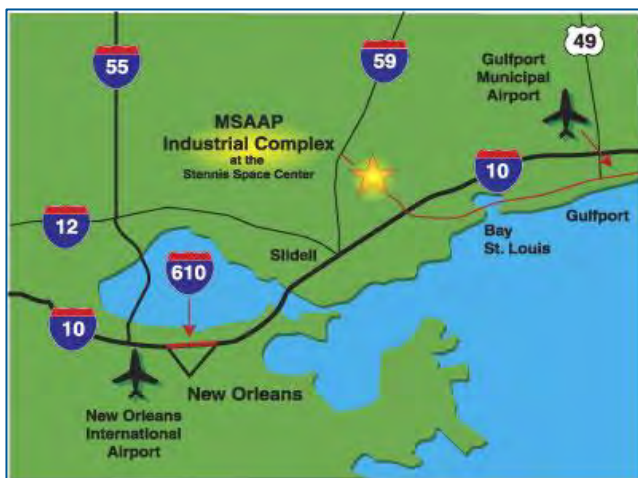 55
59
49
Gulfport
Municipal
Airport
MSAAP
Industrial Complex
at the
Stennis Space Center
10
12
Slidell
Bay
St. Louis
Gulfport
610
10
New Orleans
New Orleans
International
Airport